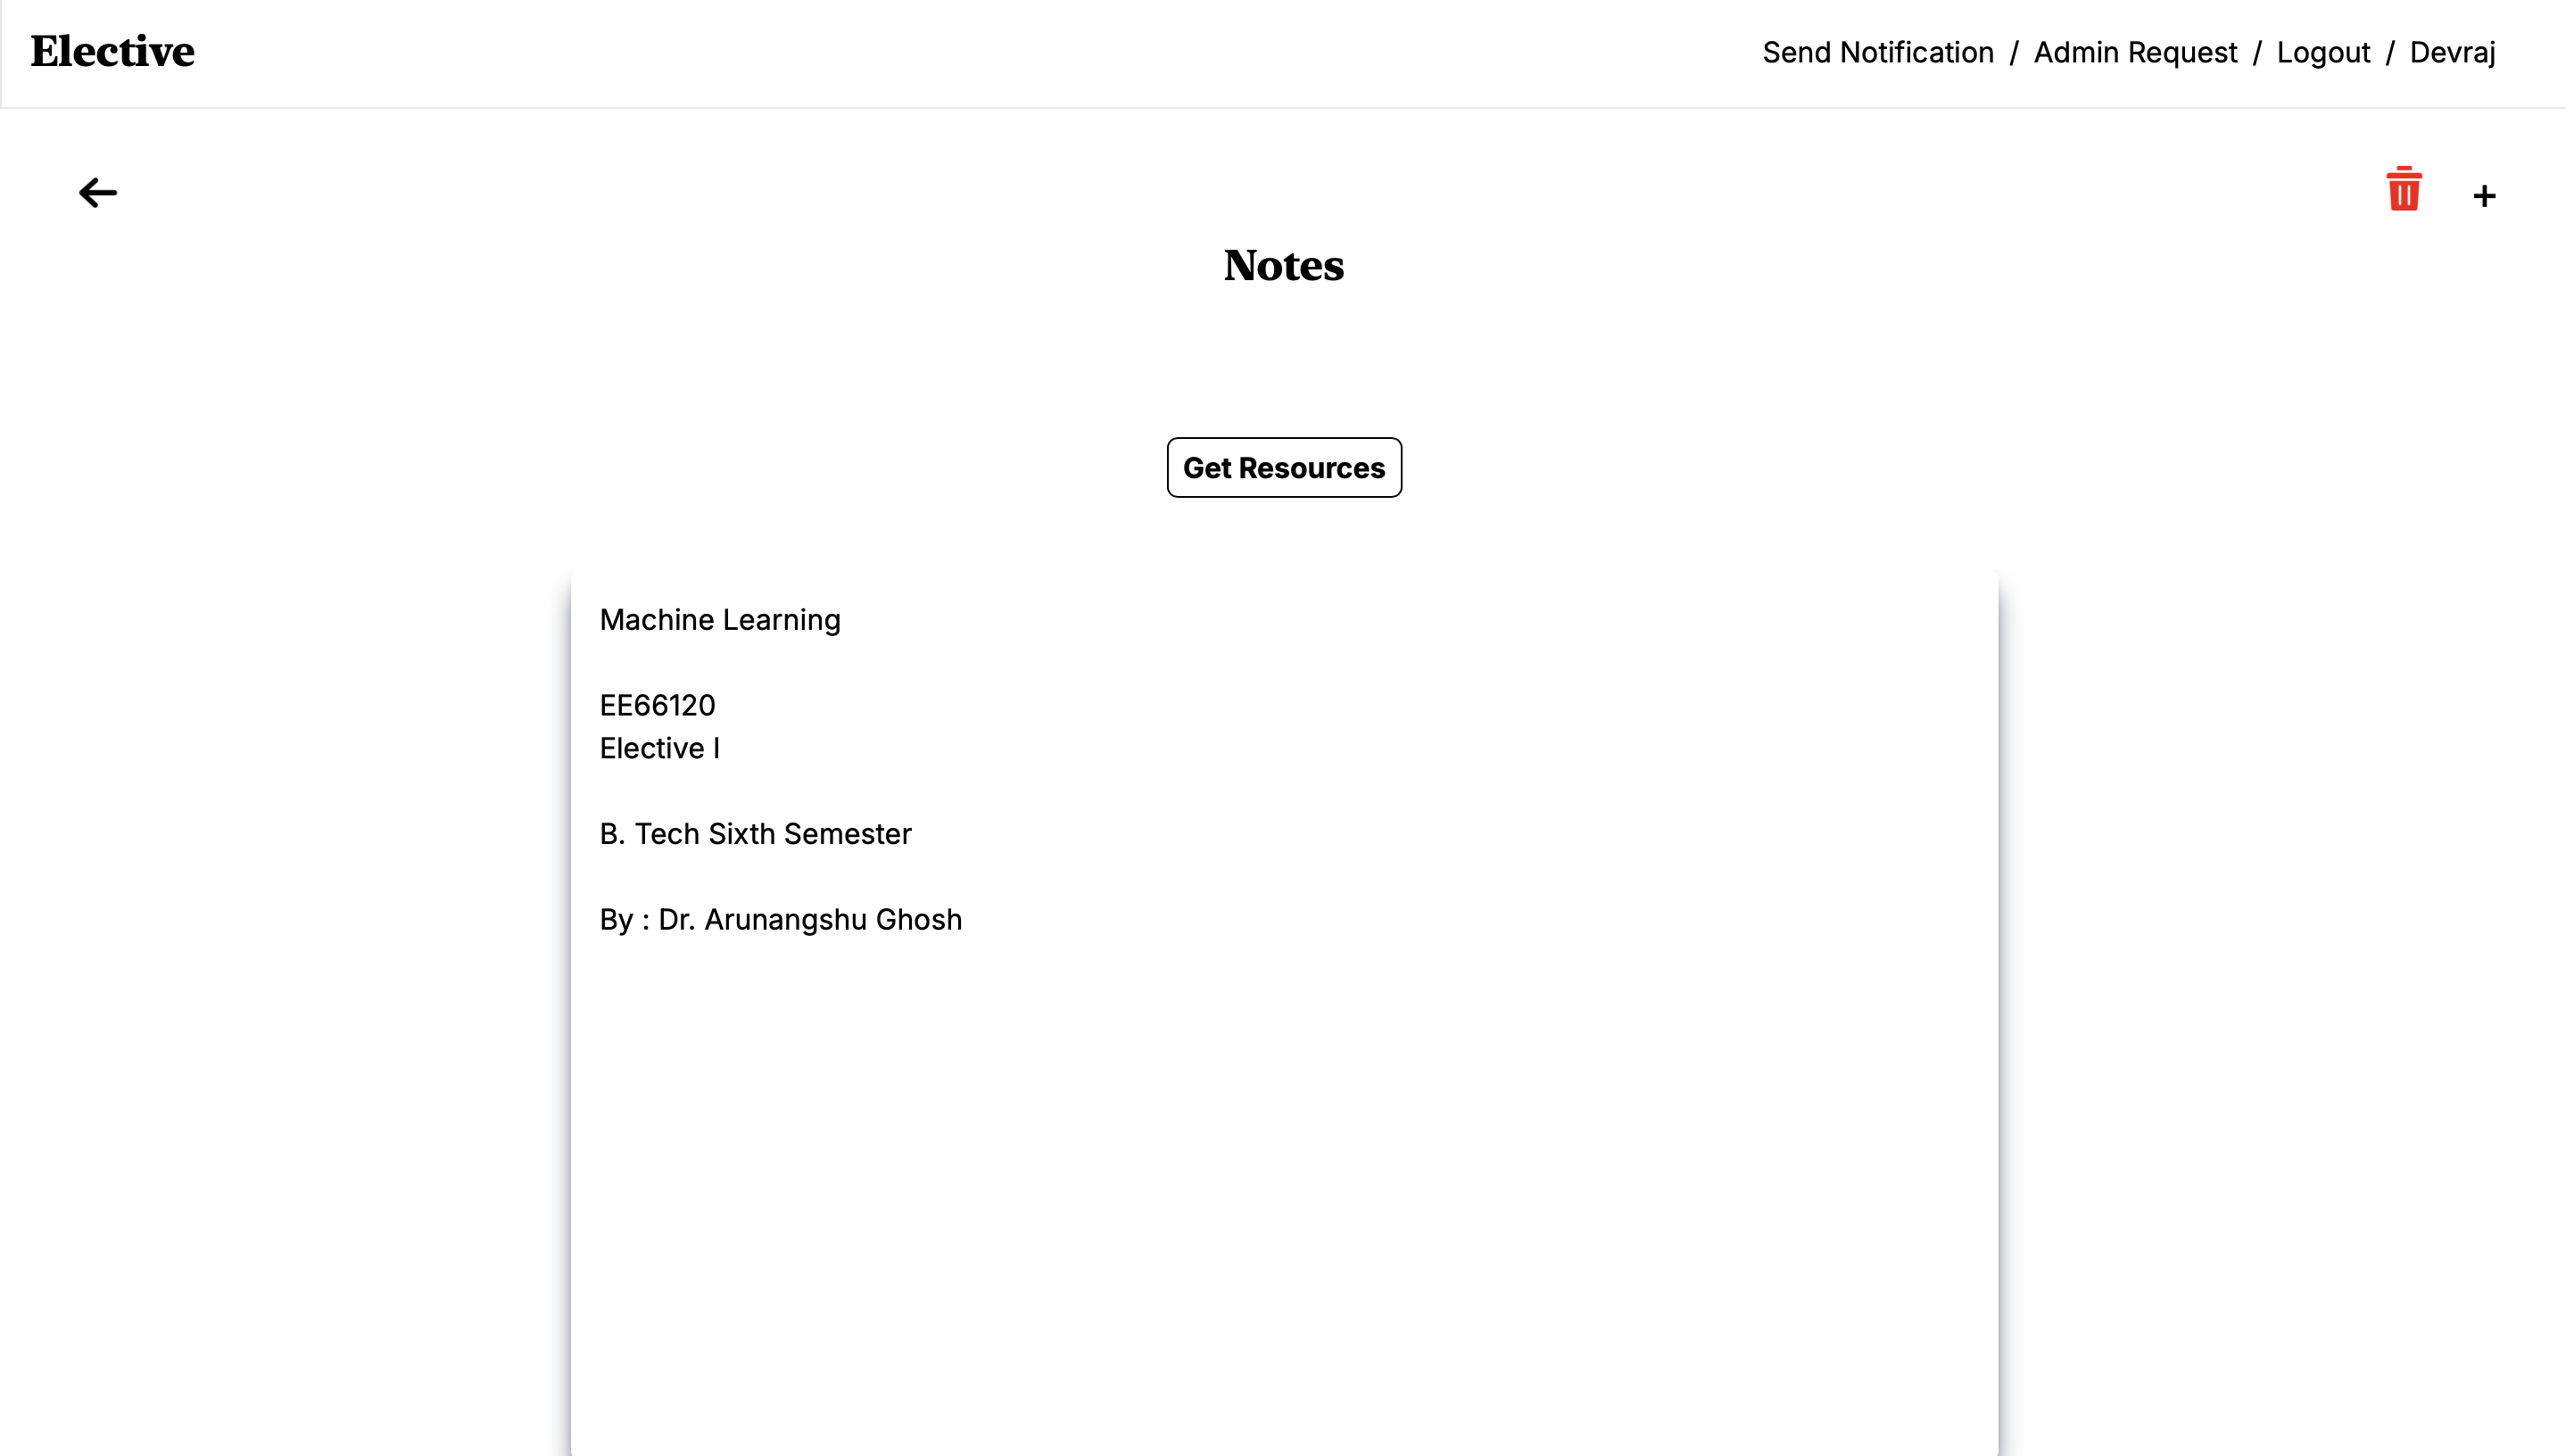 Elective
Send Notification / Admin Request / Logout / Devraj
+
Notes
Get Resources
Machine Learning
EE66120
Elective I
B. Tech Sixth Semester
By : Dr. Arunangshu Ghosh